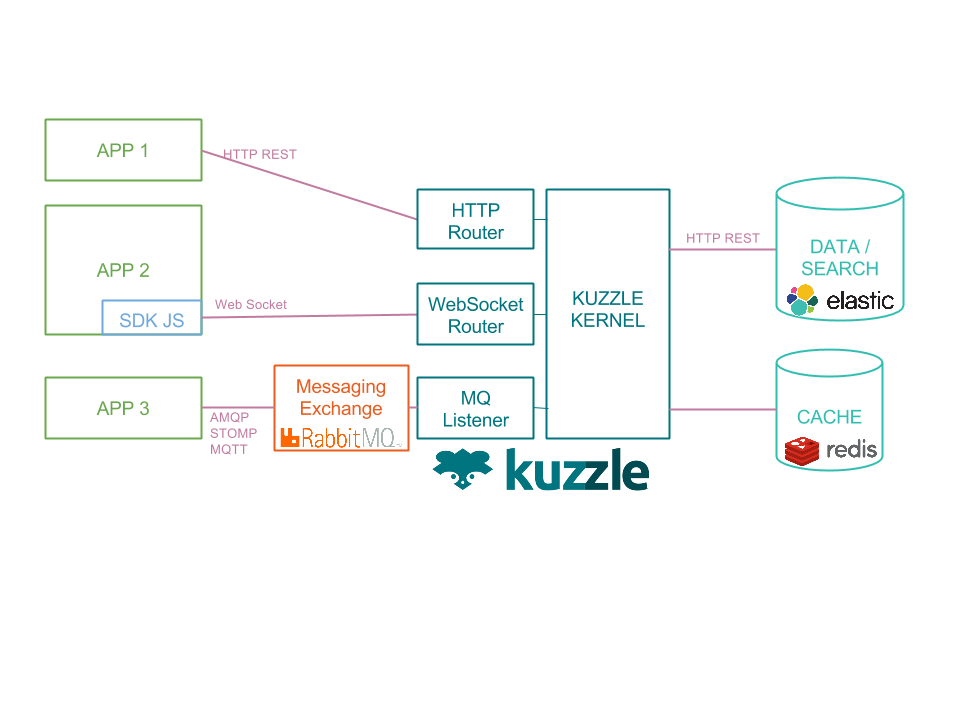 APP 1
HTTP REST
HTTP
Router
APP 2
SDK JS
Web Socket
WebSocket
Router
KUZZLE
KERNEL
HTTP REST
DATA /
SEARCH
elastic
APP 3
AMQP
STOMP
MQTT
Messaging
Exchange
RabbitMQ
MQ
Listener
CACHE
redis
kuzzle